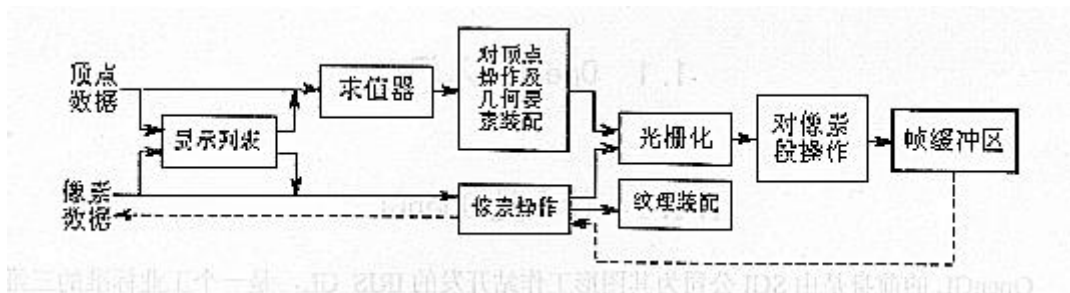 顶点
数据
显示列表
像素
数据
求值器
对顶点
操作及
几何要
素装配
像素操作
光栅化
纹理装配
对像素
段操作
帧缓冲区